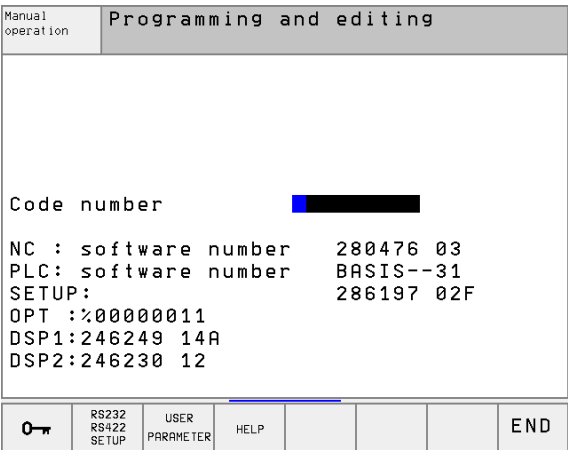 Manual
operation
Programming and editing
Code number
NC : software number 280476 03
PLC: software number BASIS--31
SETUP: 286197 02F
OPT :%00000011
DSP1:246249 14A
DSP2:246230 12
RS232
RS422
SETUP
USER
PARAMETER
HELP
END